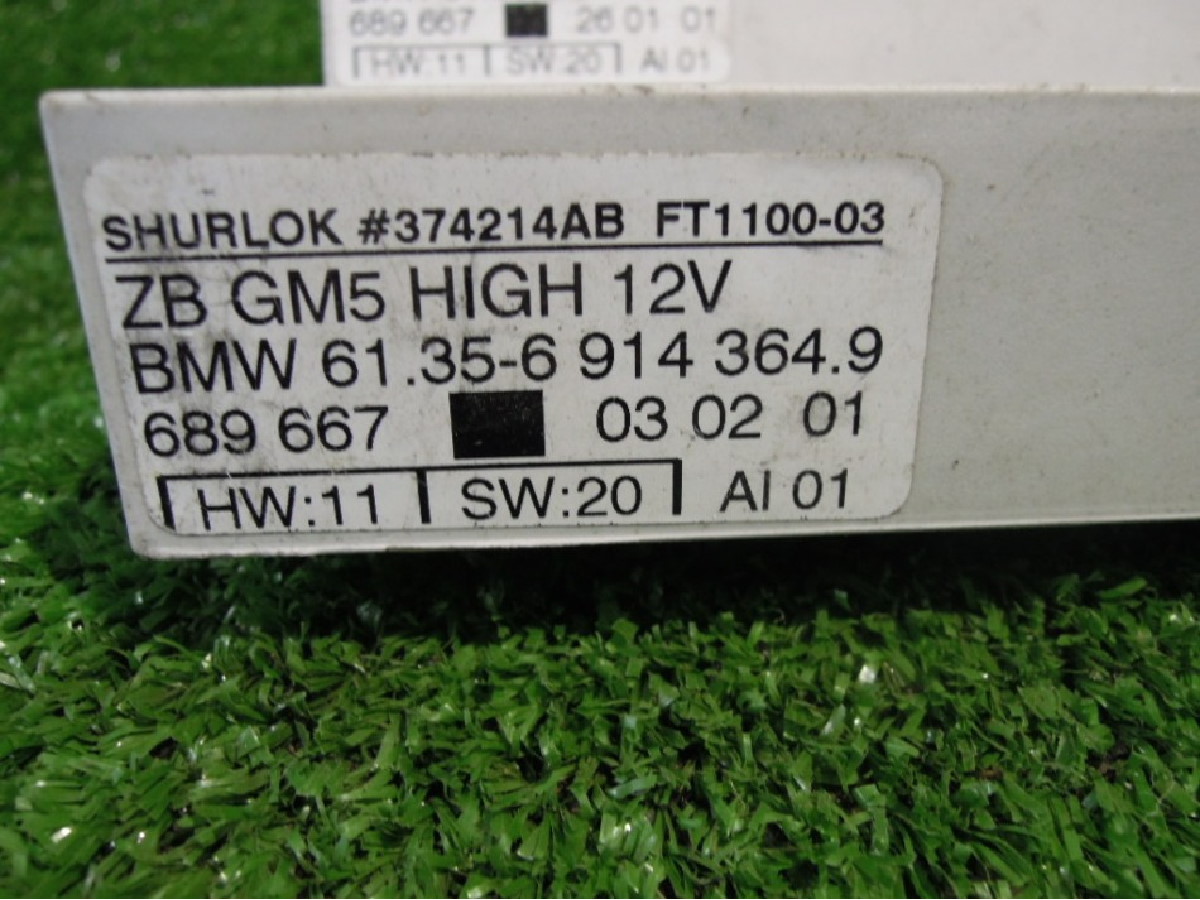 689 667 ■ 26 01 01
HW:11 SW:20 AI 01
SHURLOK #374214AB FT1100-03
ZB GM5 HIGH 12V
BMW 61.35-6 914 364.9
689 667 ■ 03 02 01
HW:11 SW:20 AI 01